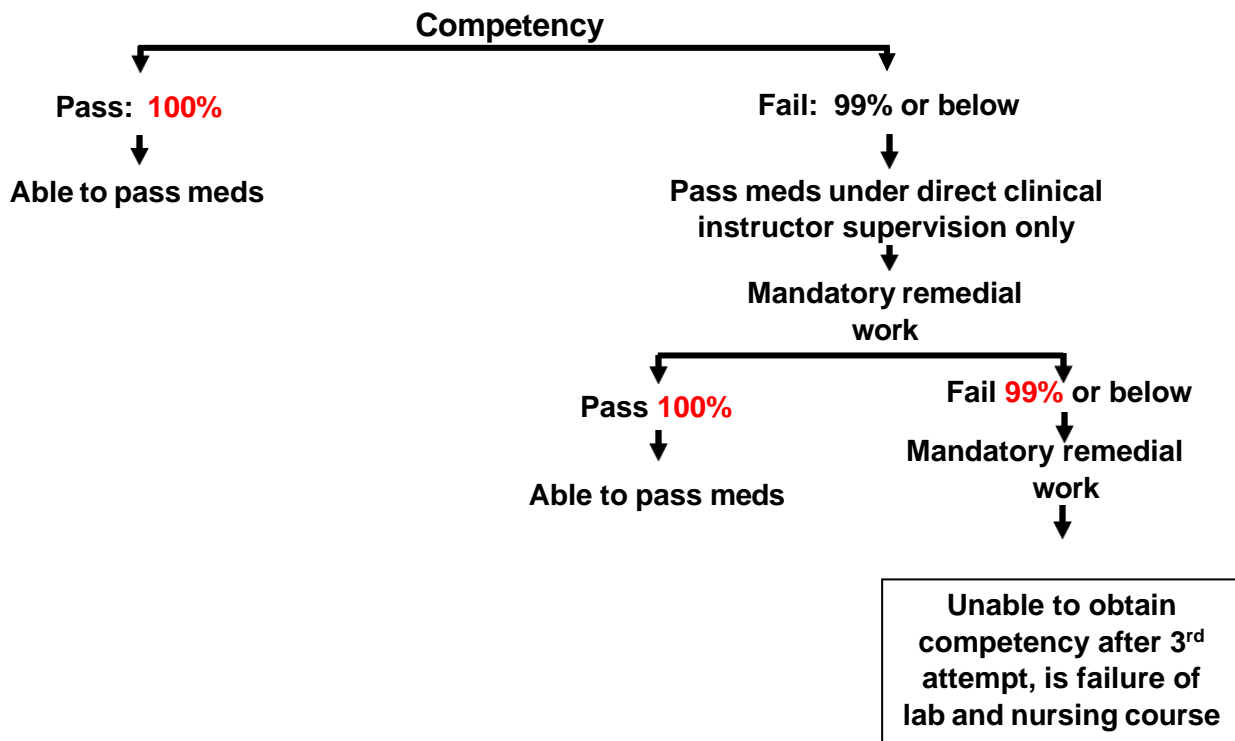 Competency
Pass: 100%
Able to pass meds
Fail: 99% or below
Pass meds under direct clinical
instructor supervision only
Mandatory remedial
work
Pass 100%
Able to pass meds
Fail 99% or below
Mandatory remedial
work
Unable to obtain
competency after 3rd
attempt, is failure of
lab and nursing course